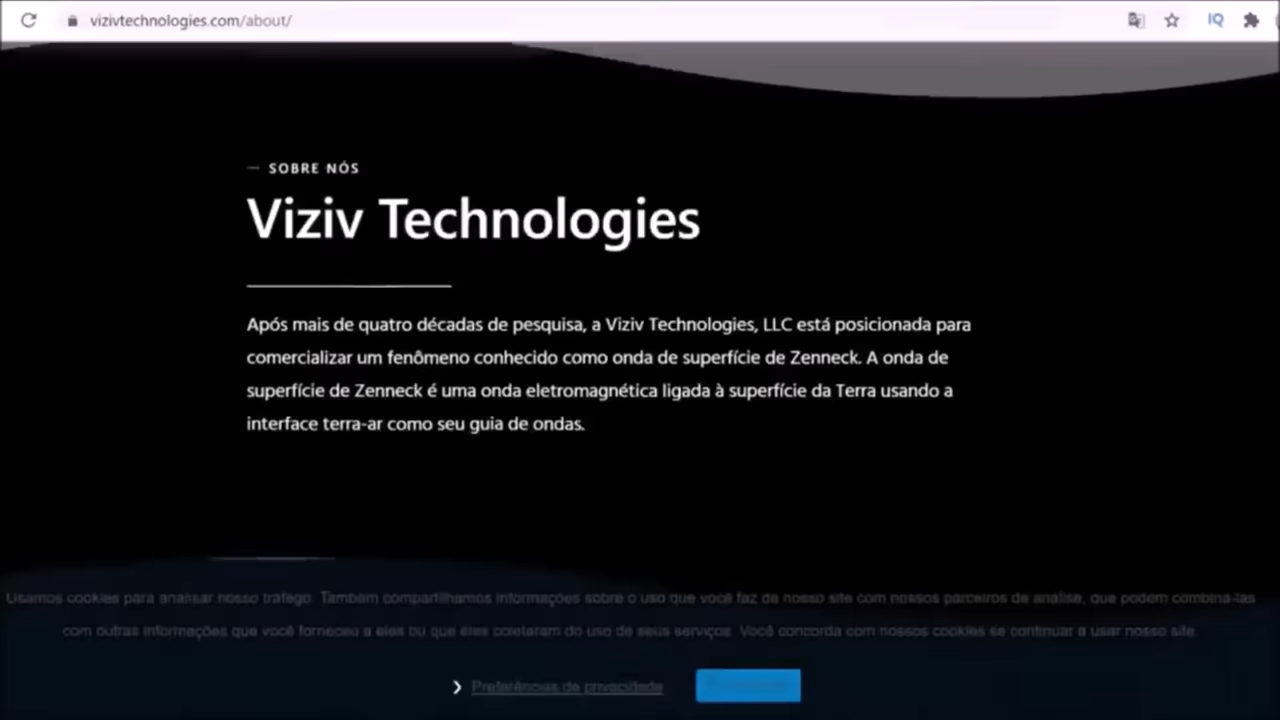 vizivtechnologies.com/about/
IQ
— SOBRE NÓS
Viziv Technologies
Após mais de quatro décadas de pesquisa, a Viziv Technologies, LLC está posicionada para
comercializar um fenômeno conhecido como onda de superfície de Zenneck. A onda de
superfície de Zenneck é uma onda eletromagnética ligada à superfície da Terra usando a
interface terra-ar como seu guia de ondas.
Usamos cookies para analisar nosso tráfego. Também compartilhamos informações sobre o uso que você faz de nosso site com nossos parceiros de análise, que podem combiná-las
com outras informações que você forneceu a eles ou que eles coletaram do uso de seus serviços. Você concorda com nossos cookies se continuar a usar nosso site.
Preferências de privacidade